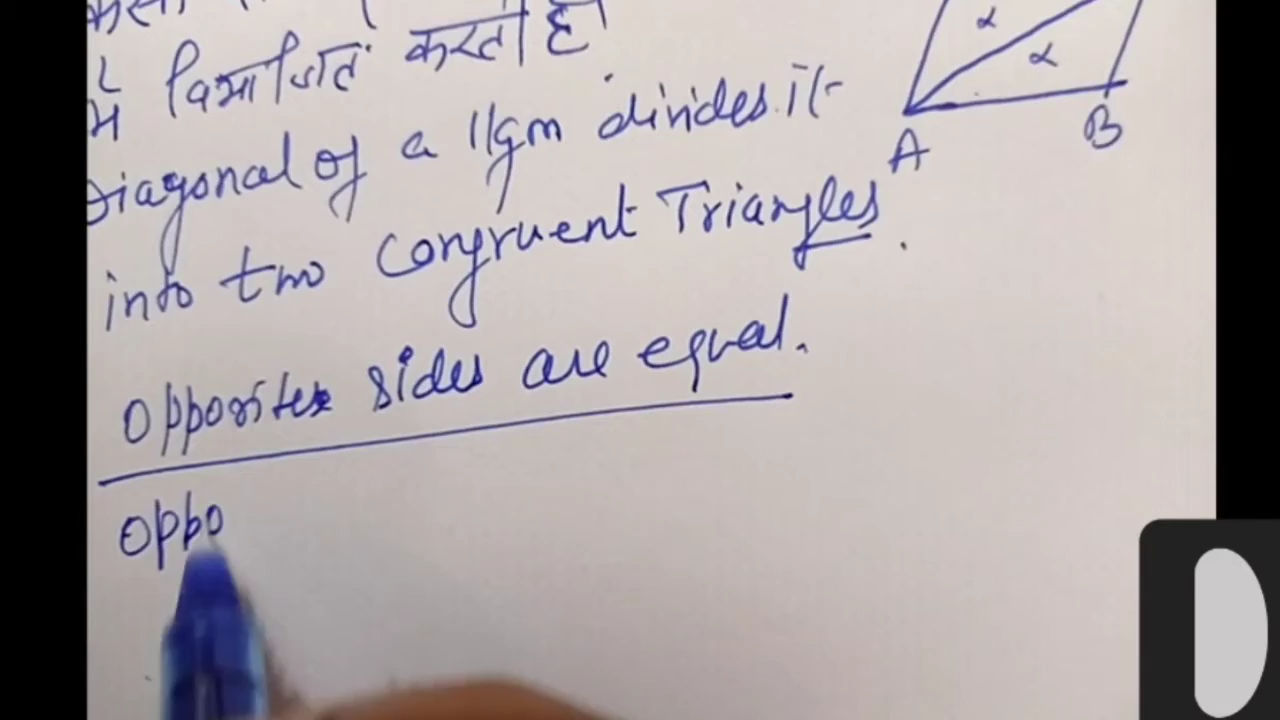 में विभाजित करता है
Diagonal of a ||gm divides it
into two congruent Triangles.
Opposite sides are equal.
Oppo
α
α
A
B